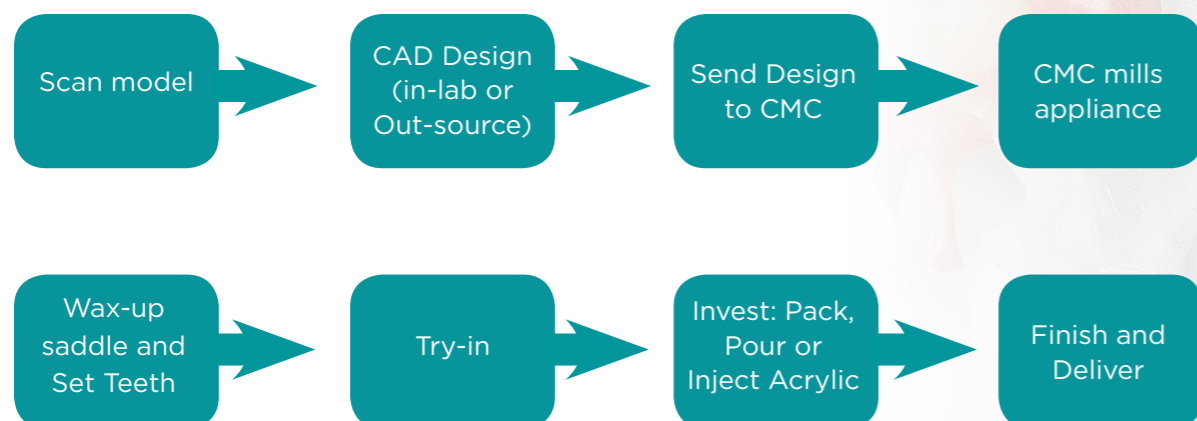 Scan model
CAD Design
(in-lab or
Out-source)
Send Design
to CMC
CMC mills
appliance
Wax-up
saddle and
Set Teeth
Try-in
Invest: Pack,
Pour or
Inject Acrylic
Finish and
Deliver